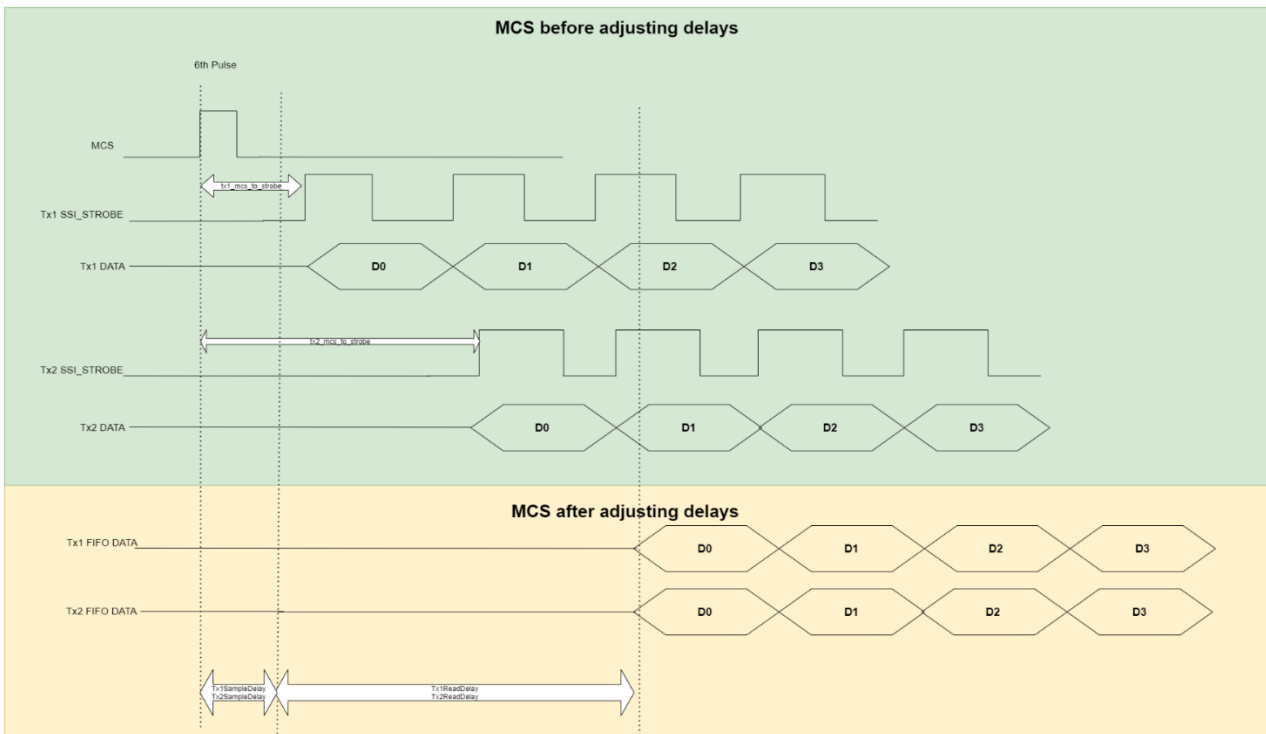 MCS before adjusting delays
6th Pulse
MCS
tx1_mcs_to_strobe
Tx1 SSI_STROBE
Tx1 DATA
D0
D1
D2
D3
tx2_mcs_to_strobe
Tx2 SSI_STROBE
Tx2 DATA
D0
D1
D2
D3
MCS after adjusting delays
Tx1 FIFO DATA
D0
D1
D2
D3
Tx2 FIFO DATA
D0
D1
D2
D3
Tx1SampleDelay
Tx2SampleDelay
Tx1ReadDelay
Tx2ReadDelay